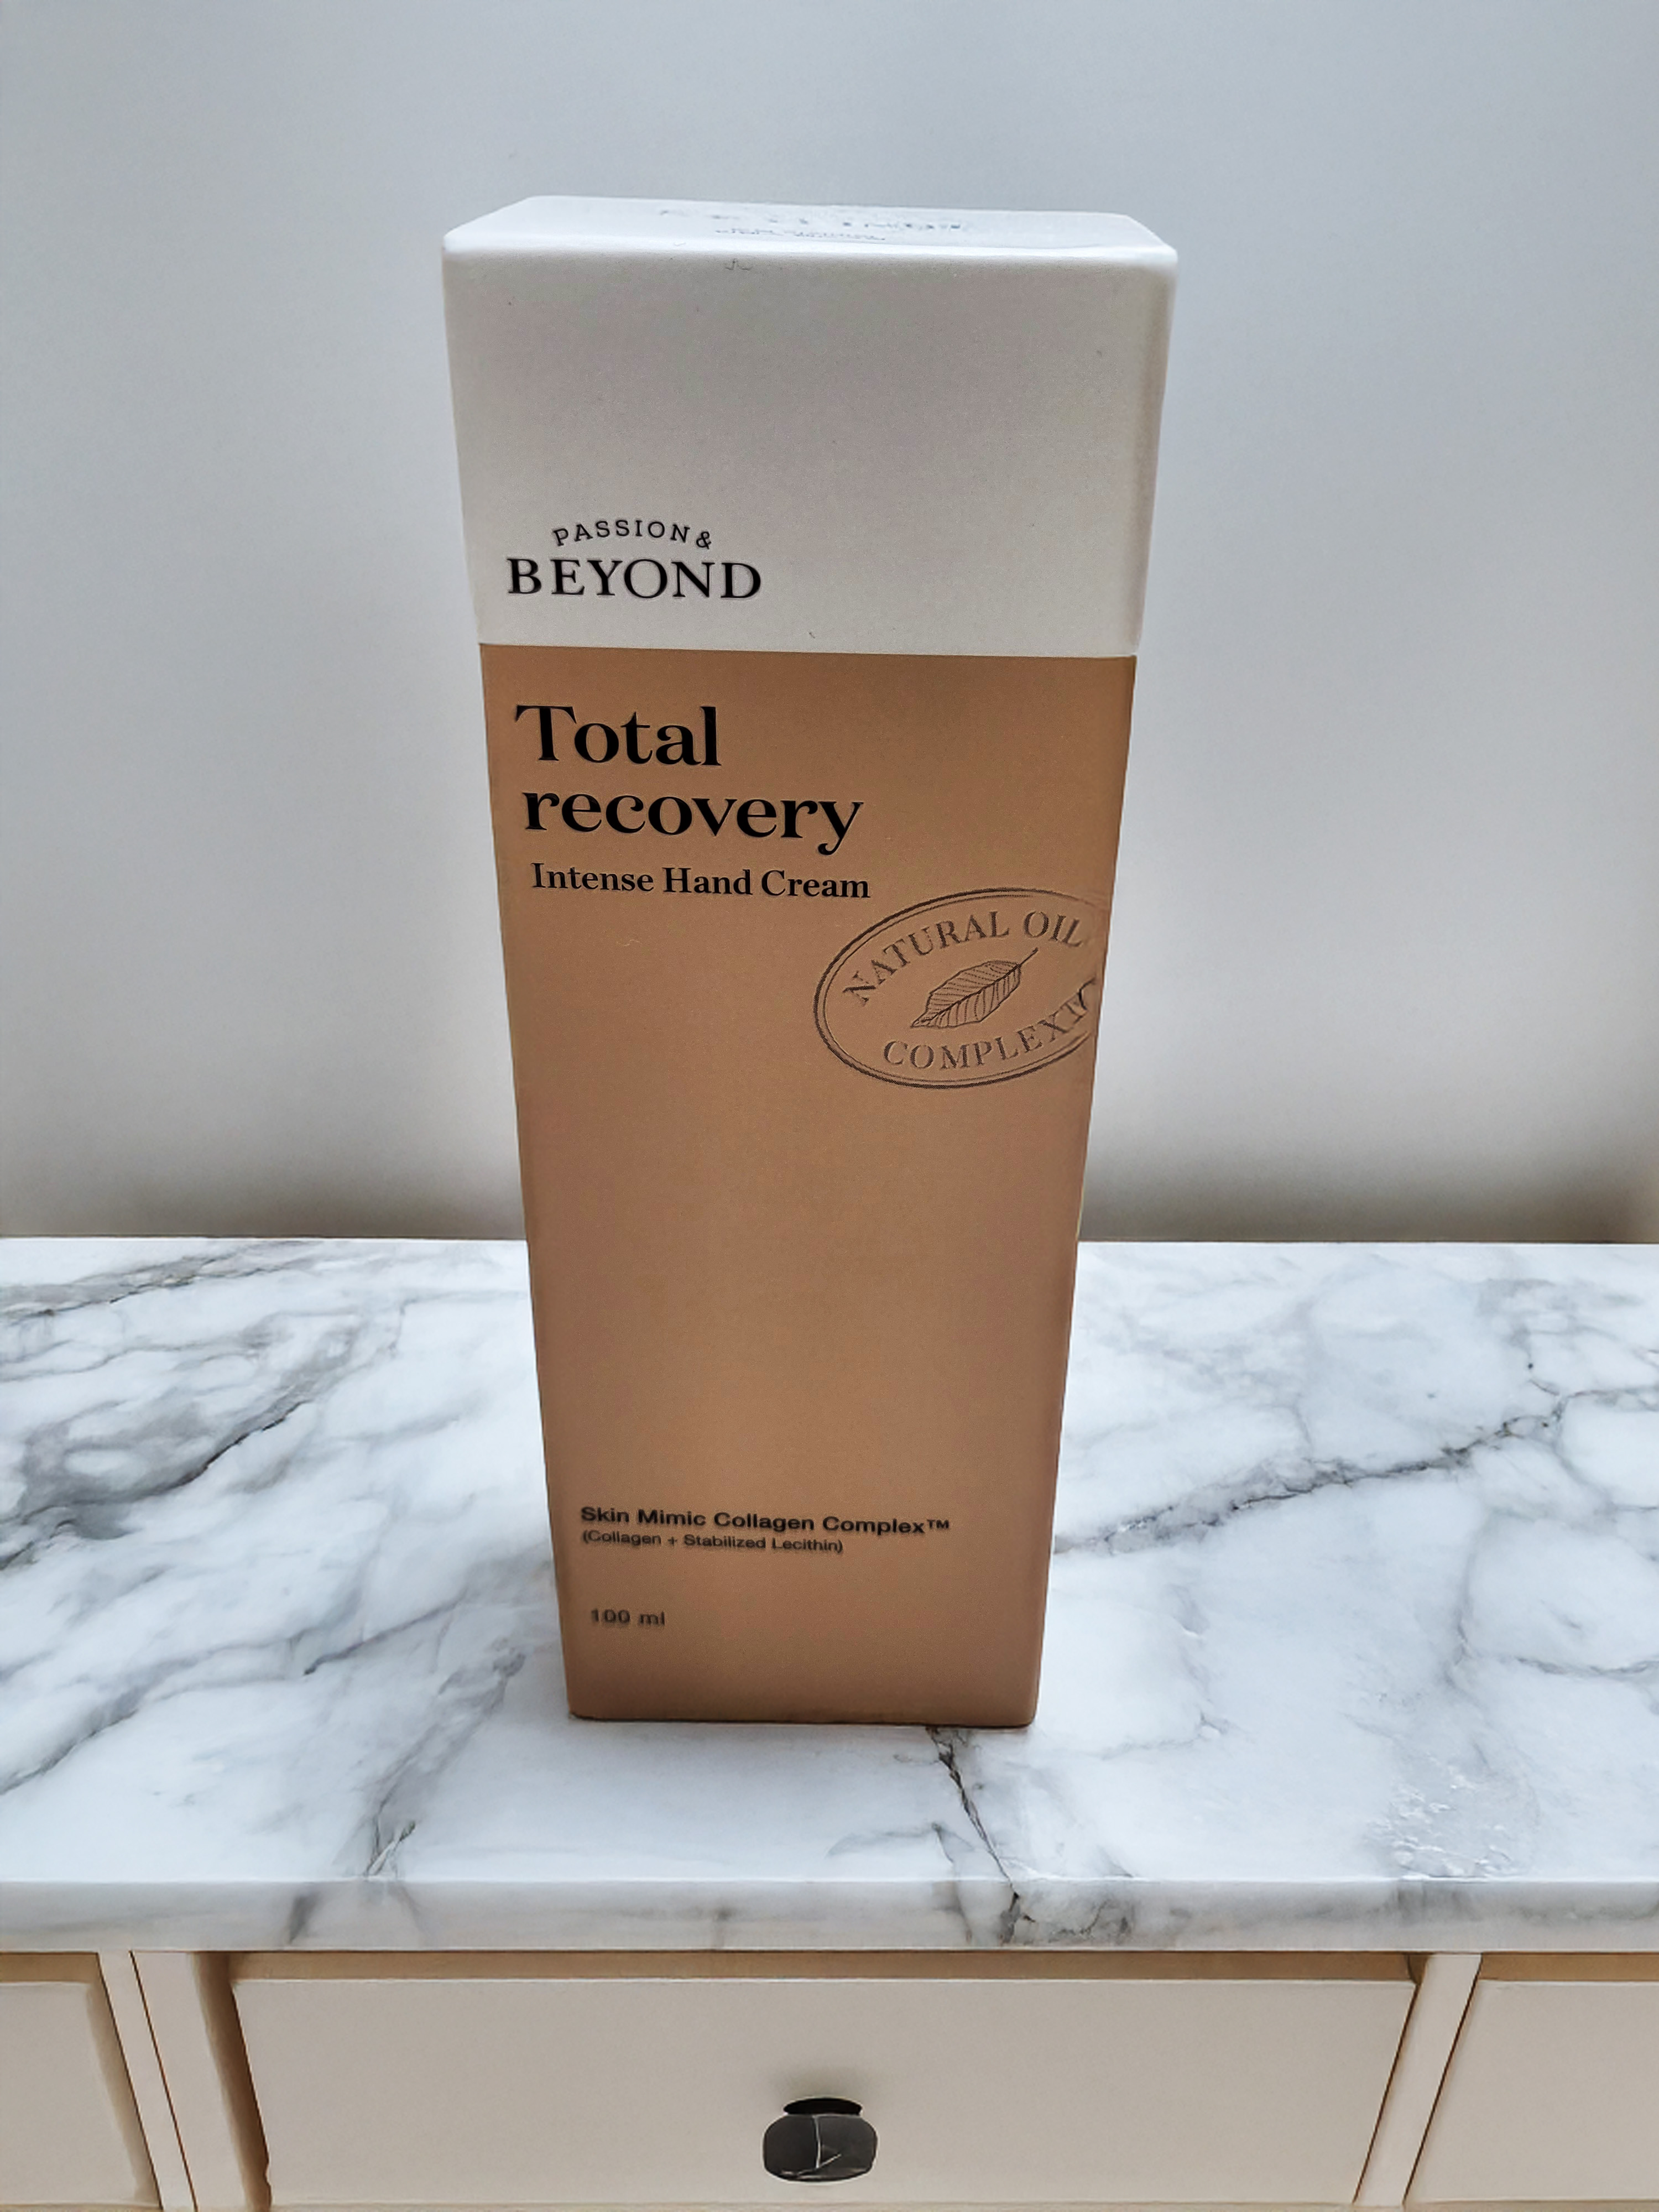 PASSION &
BEYOND
Total
recovery
Intense Hand Cream
NATURAL OIL
COMPLEX
Skin Mimic Collagen Complex™
(Collagen + Stabilized Lecithin)
100 ml